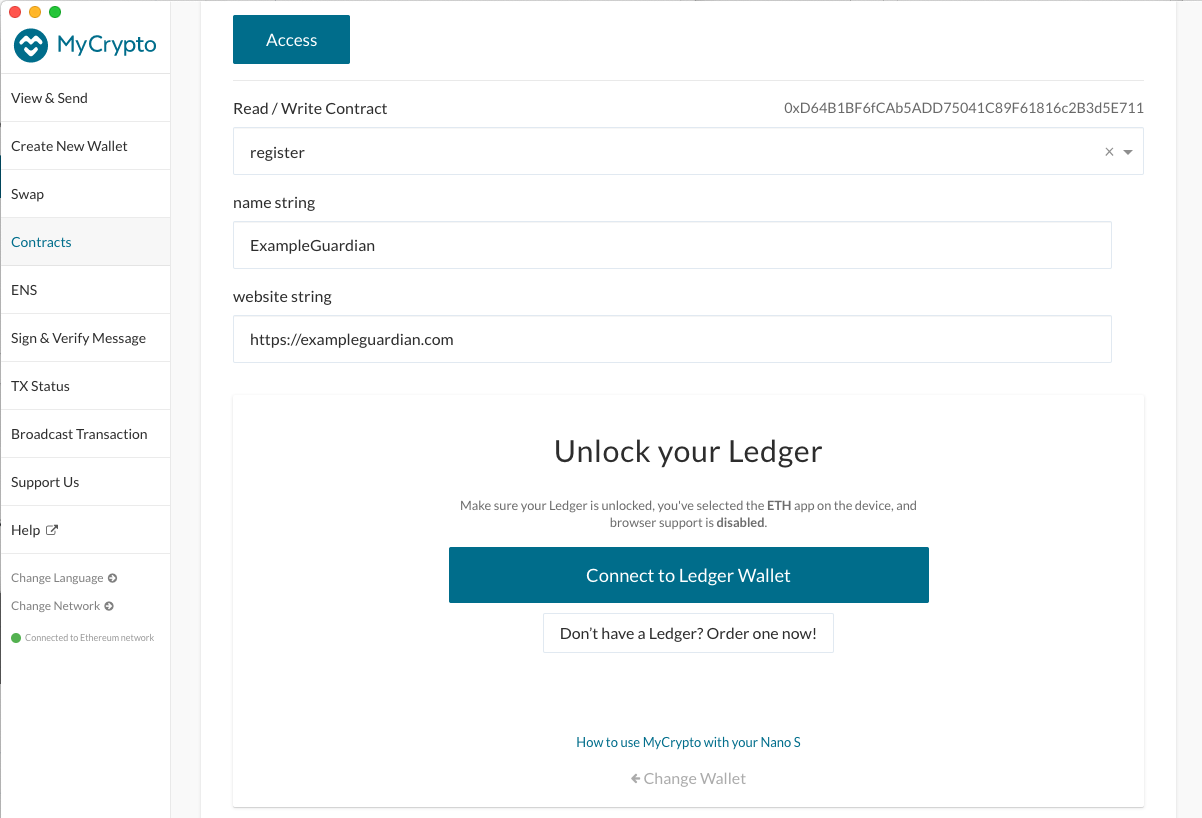 MyCrypto
View & Send
Create New Wallet
Swap
Contracts
ENS
Sign & Verify Message
TX Status
Broadcast Transaction
Support Us
Help
Change Language
Change Network
Connected to Ethereum network
Access
Read / Write Contract
0xD64B1BF6fCAb5ADD75041C89F61816c2B3d5E711
register
name string
ExampleGuardian
website string
https://exampleguardian.com
Unlock your Ledger
Make sure your Ledger is unlocked, you've selected the ETH app on the device, and
browser support is disabled.
Connect to Ledger Wallet
Don't have a Ledger? Order one now!
How to use MyCrypto with your Nano S
Change Wallet